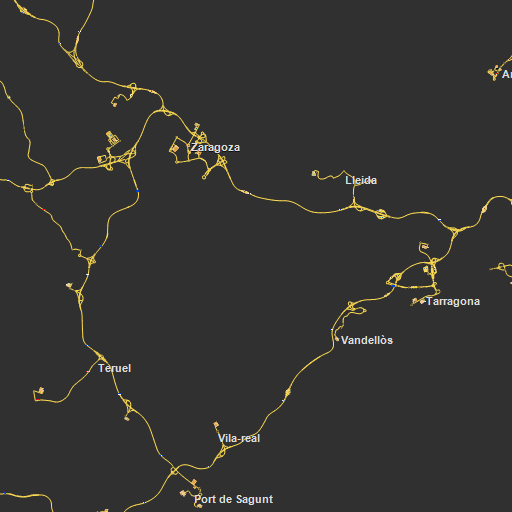 Zaragoza
Lleida
Tarragona
Vandellòs
Teruel
Vila-real
Port de Sagunt